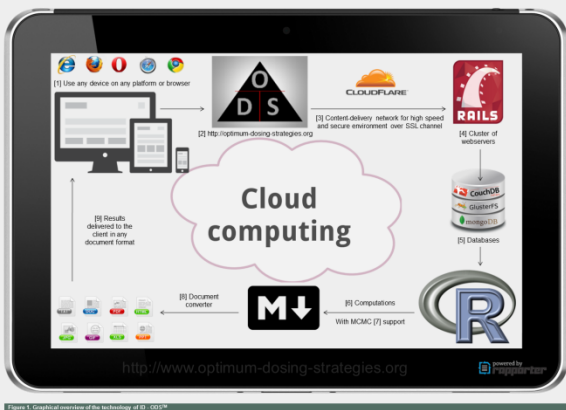 [1] Use any device on any platform or browser
O
D S
[2] http://optimum-dosing-strategies.org
CLOUDFLARE
[3] Content-delivery network for high speed
and secure environment over SSL channel
RAILS
[4] Cluster of
webservers
CouchDB
GlusterFS
mongoDB
[5] Databases
R
[6] Computations
With MCMC [7] support
M
[8] Document
converter
[9] Results
delivered to the
client in any
document format
Cloud
computing
http://www.optimum-dosing-strategies.org
powered by
rapporter
Figure 1. Graphical overview of the technology of ID - ODS™